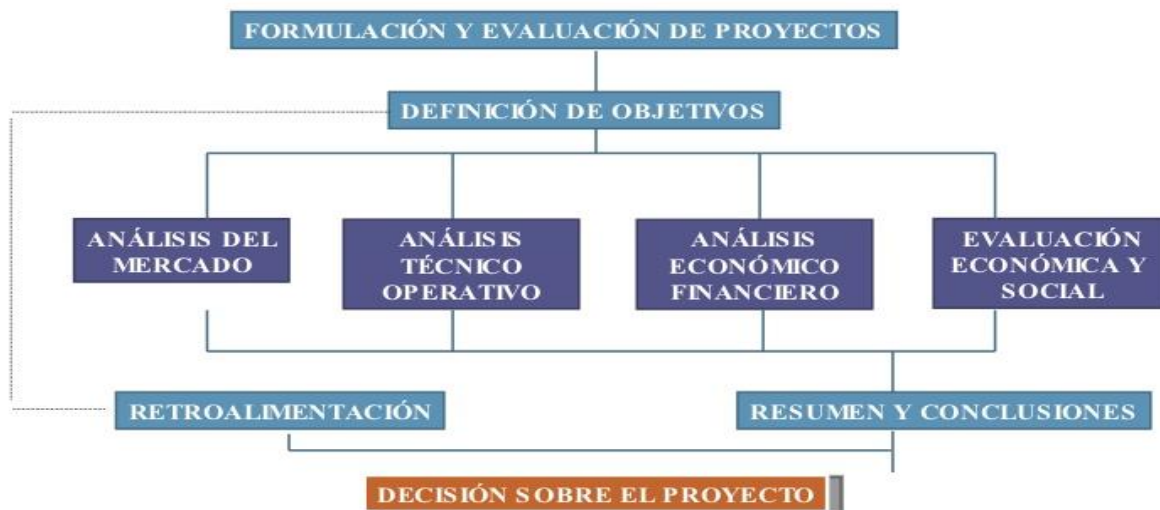 FORMULACIÓN Y EVALUACIÓN DE PROYECTOS
DEFINICIÓN DE OBJETIVOS
ANÁLISIS DEL
MERCADO
ANÁLISIS
TÉCNICO
OPERATIVO
ANÁLISIS
ECONÓMICO
FINANCIERO
EVALUACIÓN
ECONÓMICA Y
SOCIAL
RETROALIMENTACIÓN
RESUMEN Y CONCLUSIONES
DECISIÓN SOBRE EL PROYECTO